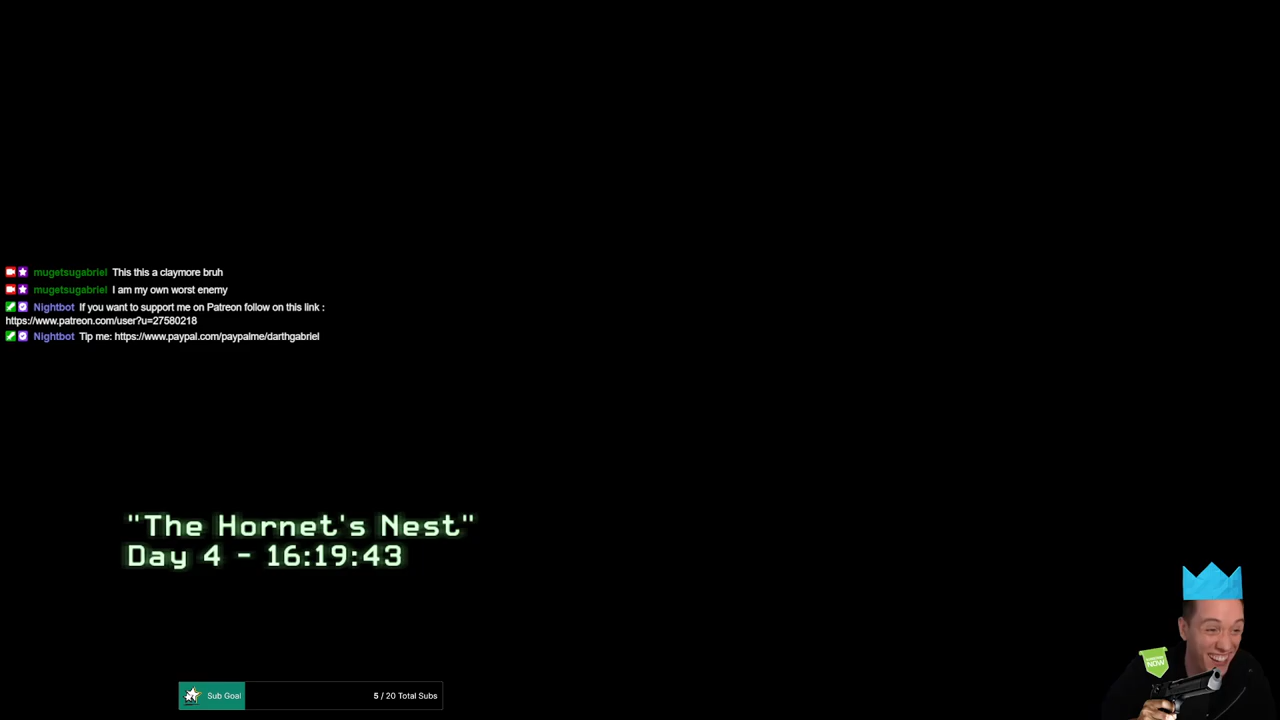 mugetsugabriel This this a claymore bruh
mugetsugabriel I am my own worst enemy
Nightbot If you want to support me on Patreon follow on this link :
https://www.patreon.com/user?u=27580218
Nightbot Tip me: https://www.paypal.com/paypalme/darthgabriel
"The Hornet's Nest"
Day 4 - 16:19:43
NOW
Sub Goal 5 / 20 Total Subs